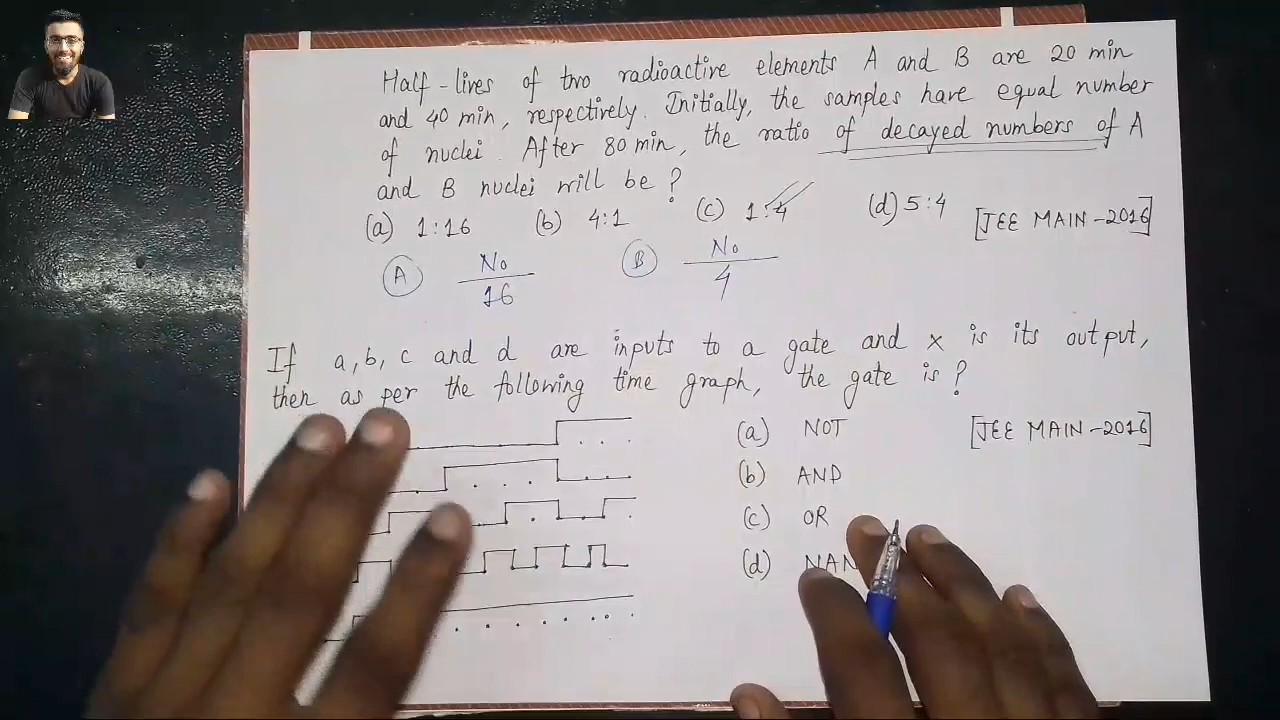 Half-lives of two radioactive elements A and B are 20 min
and 40 min, respectively. Initially, the samples have equal number
of nuclei. After 80 min, the ratio of decayed numbers of A
and B nuclei will be?
(a) 1:16 (b) 4:1 (c) 1:4 (d) 5:4 [JEE MAIN-2016]
A No/16 B No/4
If a, b, c and d are inputs to a gate and x is its output,
then as per the following time graph, the gate is?
(a) NOT [JEE MAIN-2016]
(b) AND
(c) OR
(d)